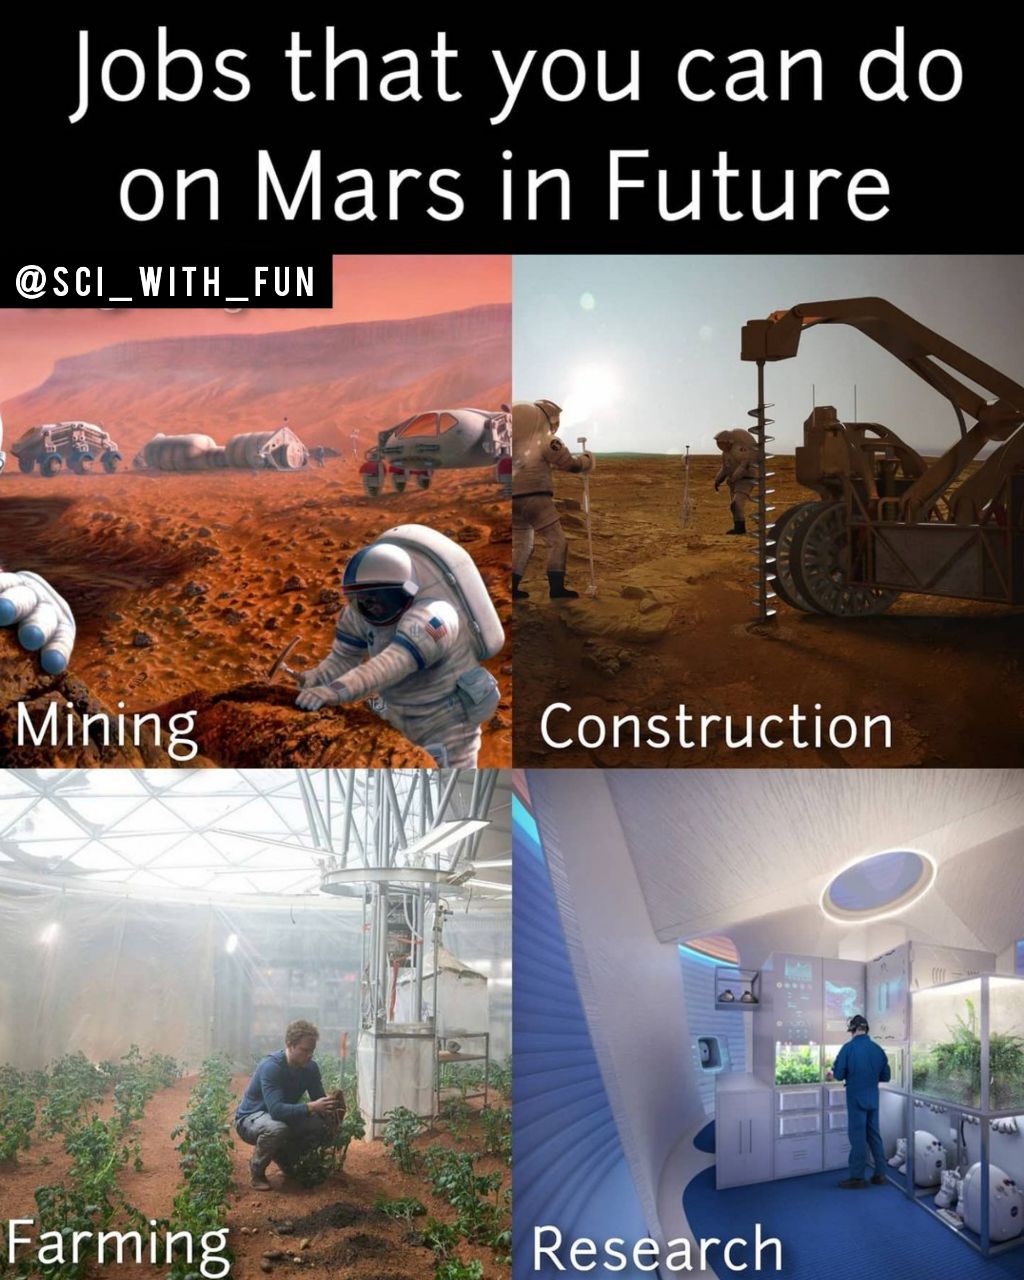 Jobs that you can do
on Mars in Future
@SCI_WITH_FUN
Mining
Construction
Farming
Research